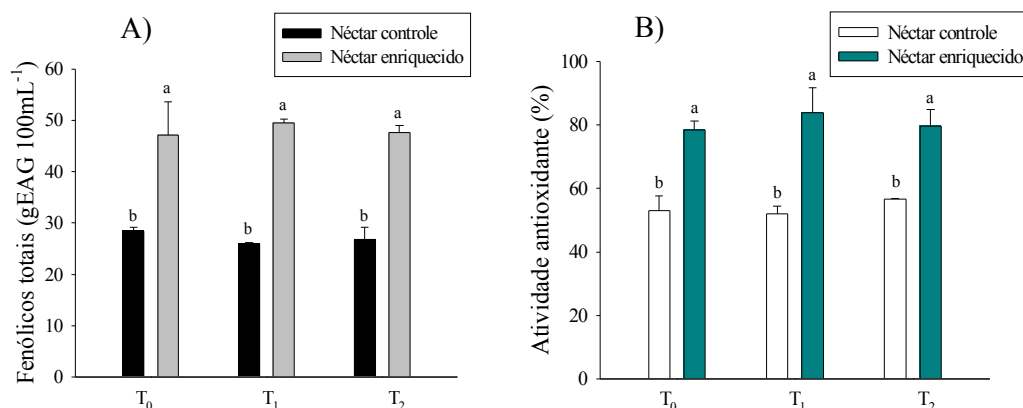 A)
Néctar controle
Néctar enriquecido
Fenólicos totais (gEAG 100mL⁻¹)
60
50
40
30
20
10
0
b
a
b
a
b
a
T₀
T₁
T₂
B)
Néctar controle
Néctar enriquecido
Atividade antioxidante (%)
100
80
60
40
20
0
b
a
b
a
b
a
T₀
T₁
T₂